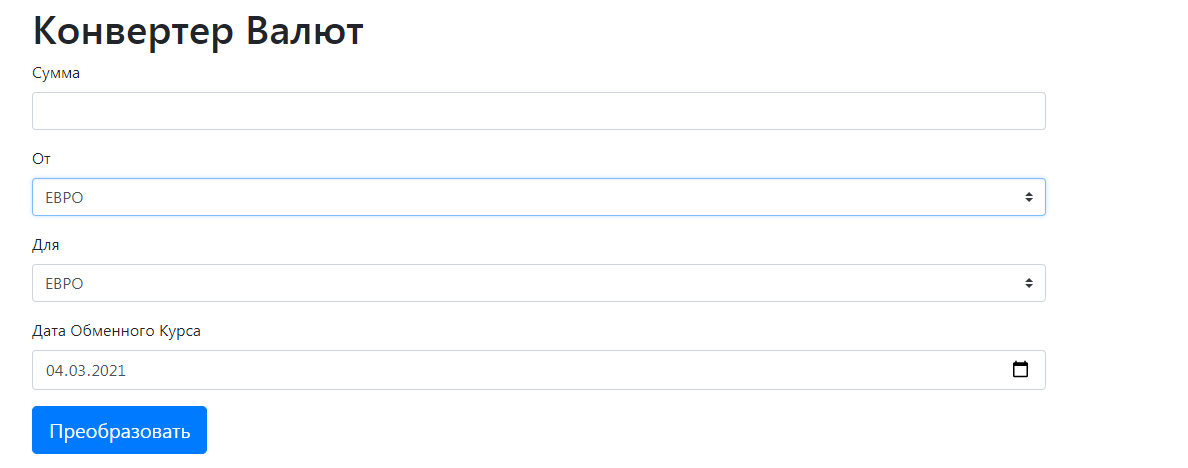 Конвертер Валют
Сумма
От
ЕВРО
Для
ЕВРО
Дата Обменного Курса
04.03.2021
Преобразовать